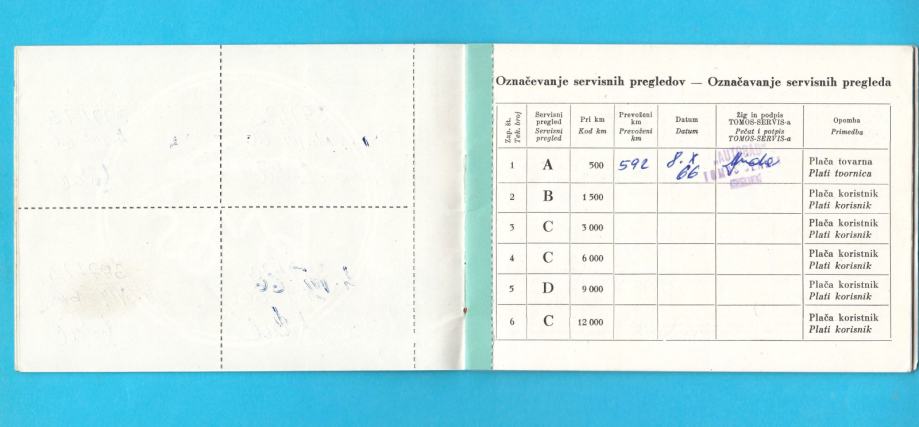 Označevanje servisnih pregledov — Označavanje servisnih pregleda
Zap. št. Tek. broj
Servisni pregled Servisni pregled
Pri km Kod km
Prevoženi km Prevoženi km
Datum Datum
Žig in podpis TOMOS-SERVIS-a Pečat i potpis TOMOS-SERVIS-a
Opomba Primedba
1 A 500 592 8. X 66 Plača tovarna
Plati tvornica
2 B 1 500 Plača koristnik
Plati korisnik
3 C 3 000 Plača koristnik
Plati korisnik
4 C 6 000 Plača koristnik
Plati korisnik
5 D 9 000 Plača koristnik
Plati korisnik
6 C 12 000 Plača koristnik
Plati korisnik